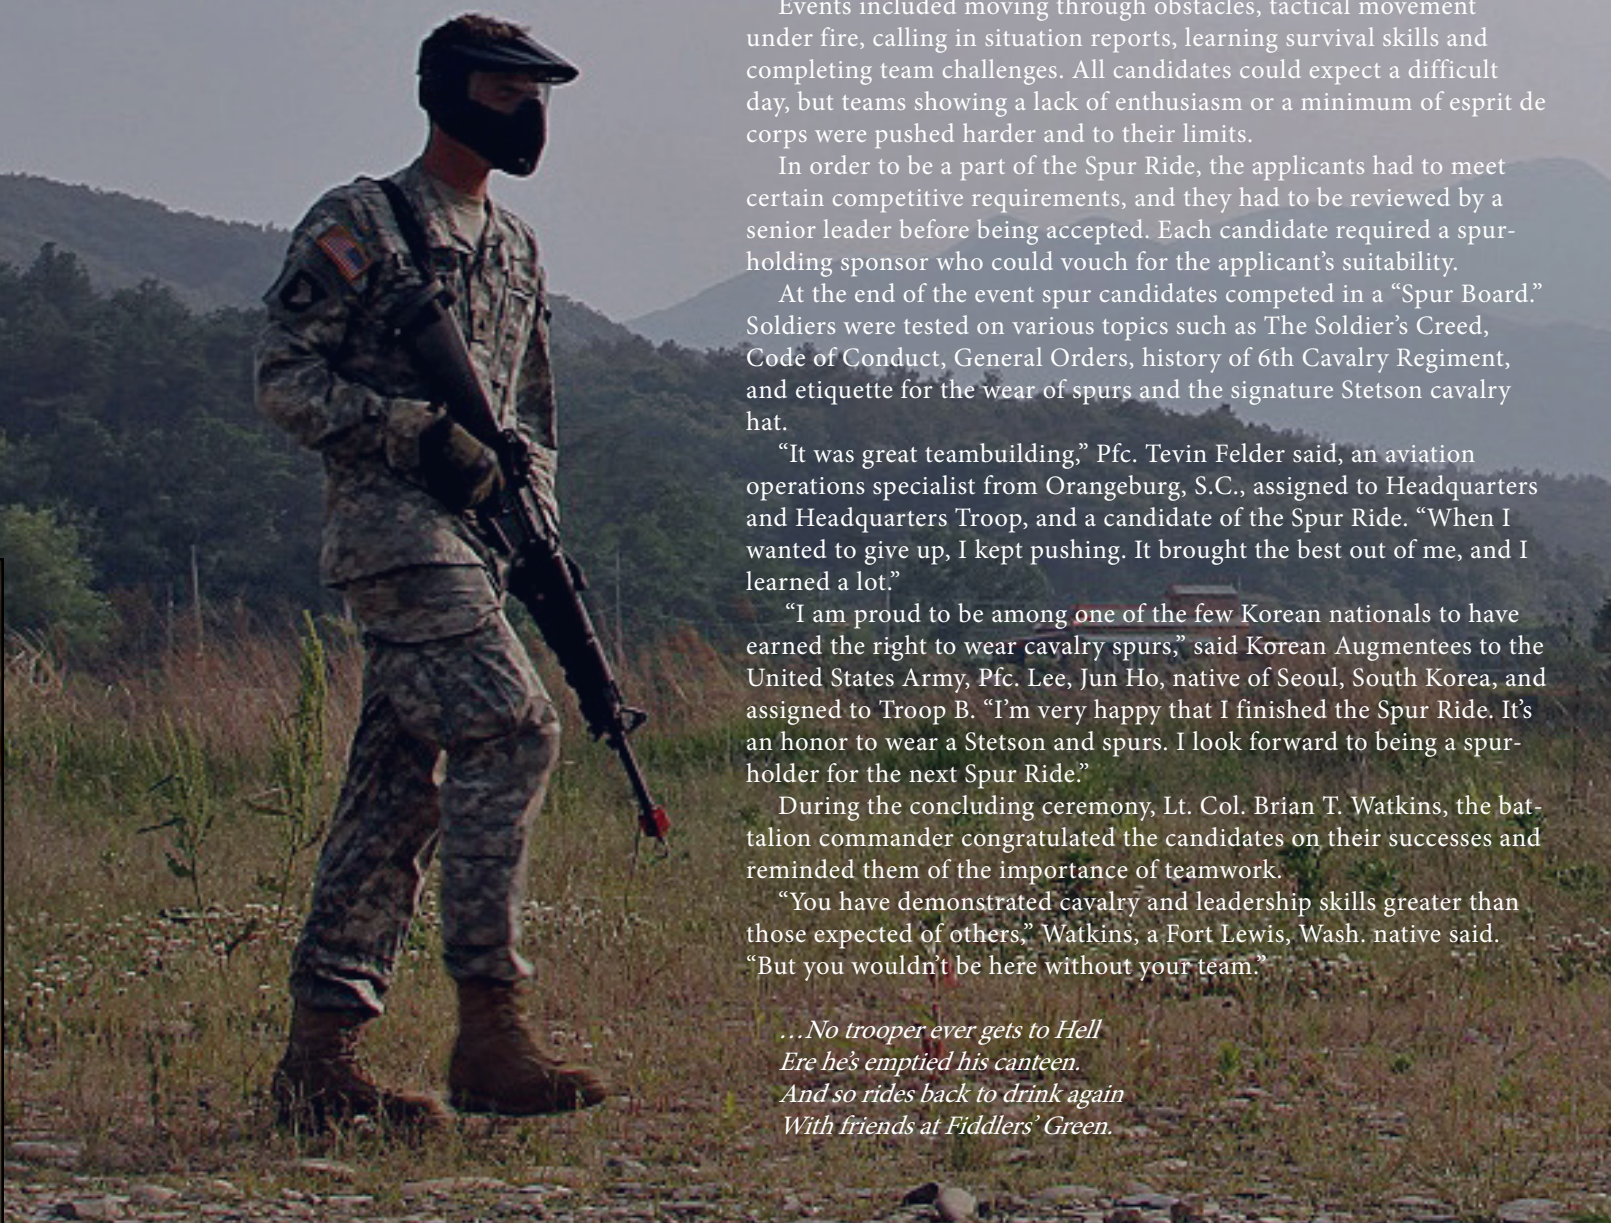 Events included moving through obstacles, tactical movement
under fire, calling in situation reports, learning survival skills and
completing team challenges. All candidates could expect a difficult
day, but teams showing a lack of enthusiasm or a minimum of esprit de
corps were pushed harder and to their limits.
In order to be a part of the Spur Ride, the applicants had to meet
certain competitive requirements, and they had to be reviewed by a
senior leader before being accepted. Each candidate required a spur-
holding sponsor who could vouch for the applicant’s suitability.
At the end of the event spur candidates competed in a “Spur Board.”
Soldiers were tested on various topics such as The Soldier’s Creed,
Code of Conduct, General Orders, history of 6th Cavalry Regiment,
and etiquette for the wear of spurs and the signature Stetson cavalry
hat.
“It was great teambuilding,” Pfc. Tevin Felder said, an aviation
operations specialist from Orangeburg, S.C., assigned to Headquarters
and Headquarters Troop, and a candidate of the Spur Ride. “When I
wanted to give up, I kept pushing. It brought the best out of me, and I
learned a lot.”
“I am proud to be among one of the few Korean nationals to have
earned the right to wear cavalry spurs,” said Korean Augmentees to the
United States Army, Pfc. Lee, Jun Ho, native of Seoul, South Korea, and
assigned to Troop B. “I’m very happy that I finished the Spur Ride. It’s
an honor to wear a Stetson and spurs. I look forward to being a spur-
holder for the next Spur Ride.”
During the concluding ceremony, Lt. Col. Brian T. Watkins, the bat-
talion commander congratulated the candidates on their successes and
reminded them of the importance of teamwork.
“You have demonstrated cavalry and leadership skills greater than
those expected of others,” Watkins, a Fort Lewis, Wash. native said.
“But you wouldn’t be here without your team.”
…No trooper ever gets to Hell
Ere he’s emptied his canteen.
And so rides back to drink again
With friends at Fiddlers’ Green.